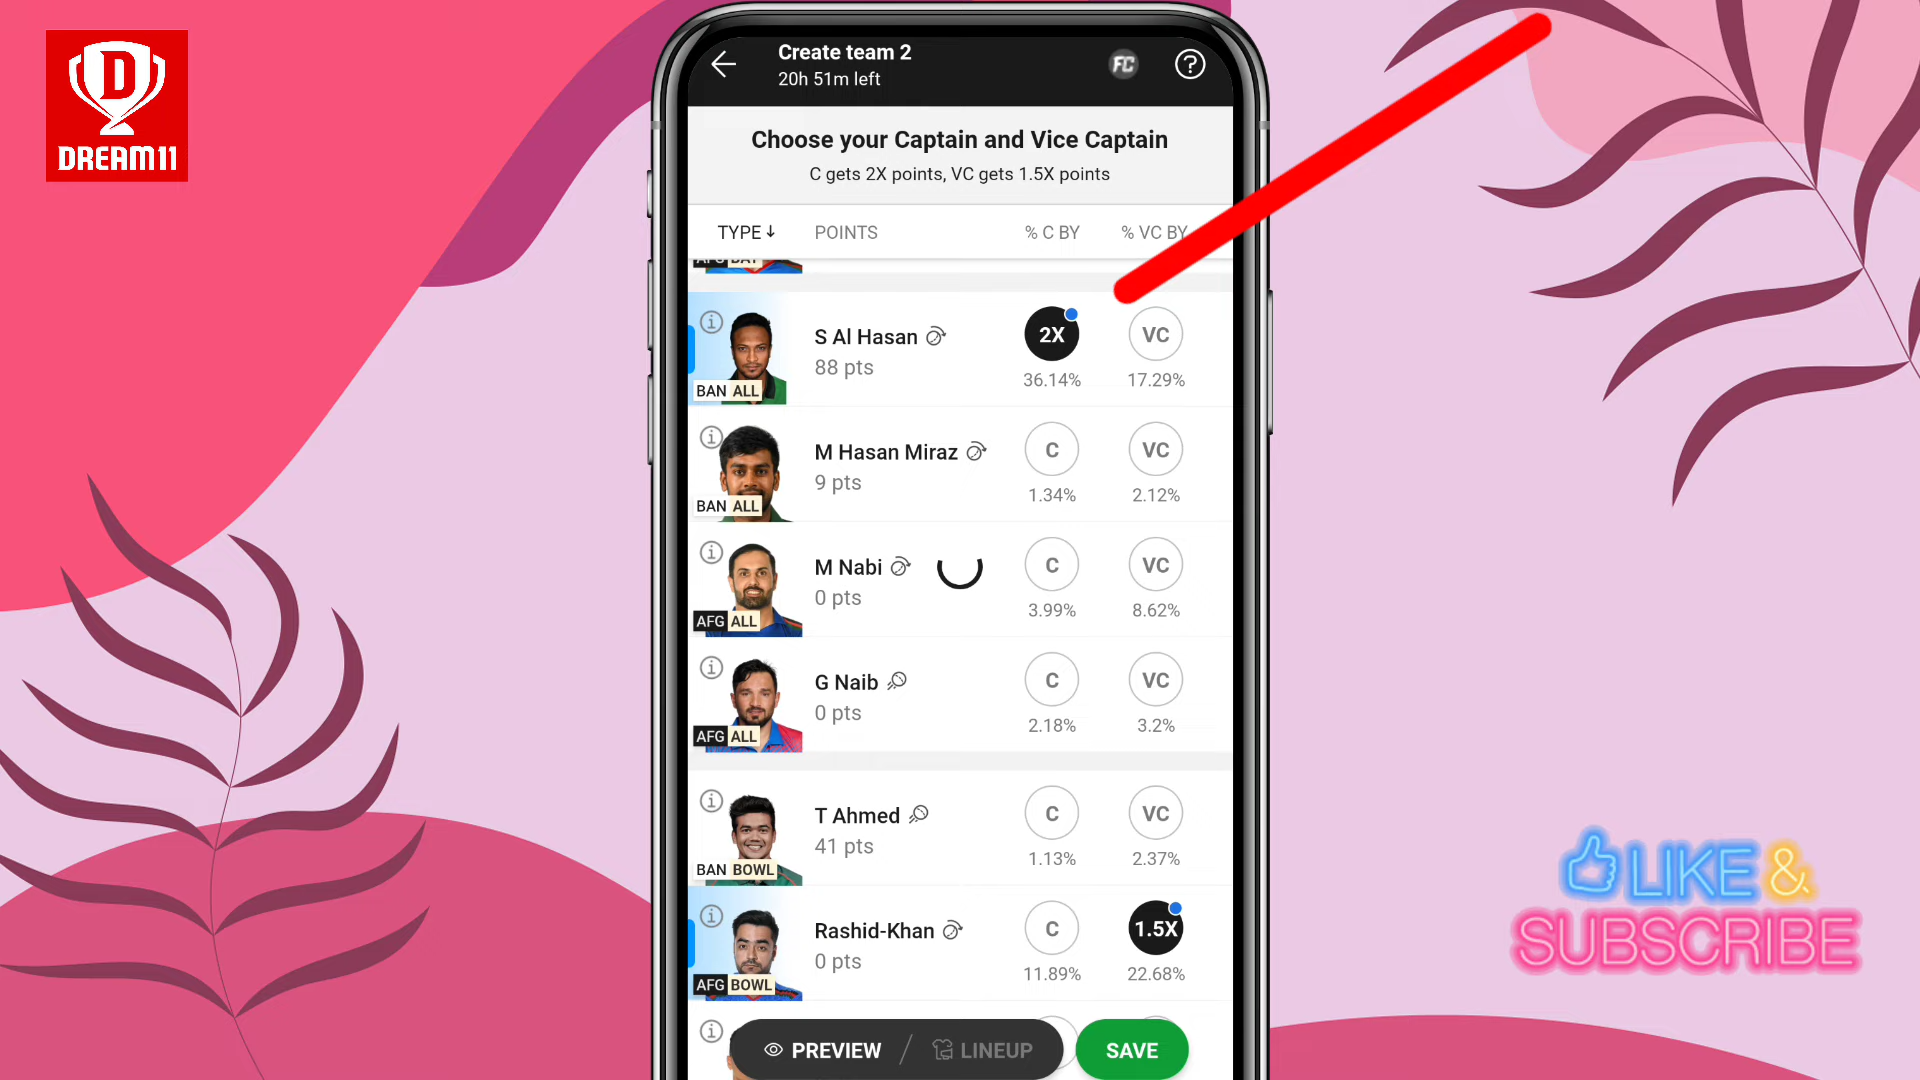 D
DREAM11
Create team 2
20h 51m left
FC
?
Choose your Captain and Vice Captain
C gets 2X points, VC gets 1.5X points
TYPE↓ POINTS % C BY % VC BY
S Al Hasan 2X VC
88 pts 36.14% 17.29%
BAN ALL
M Hasan Miraz C VC
9 pts 1.34% 2.12%
BAN ALL
M Nabi C VC
0 pts 3.99% 8.62%
AFG ALL
G Naib C VC
0 pts 2.18% 3.2%
AFG ALL
T Ahmed C VC
41 pts 1.13% 2.37%
BAN BOWL
Rashid-Khan C 1.5X
0 pts 11.89% 22.68%
AFG BOWL
PREVIEW / LINEUP SAVE
LIKE &
SUBSCRIBE